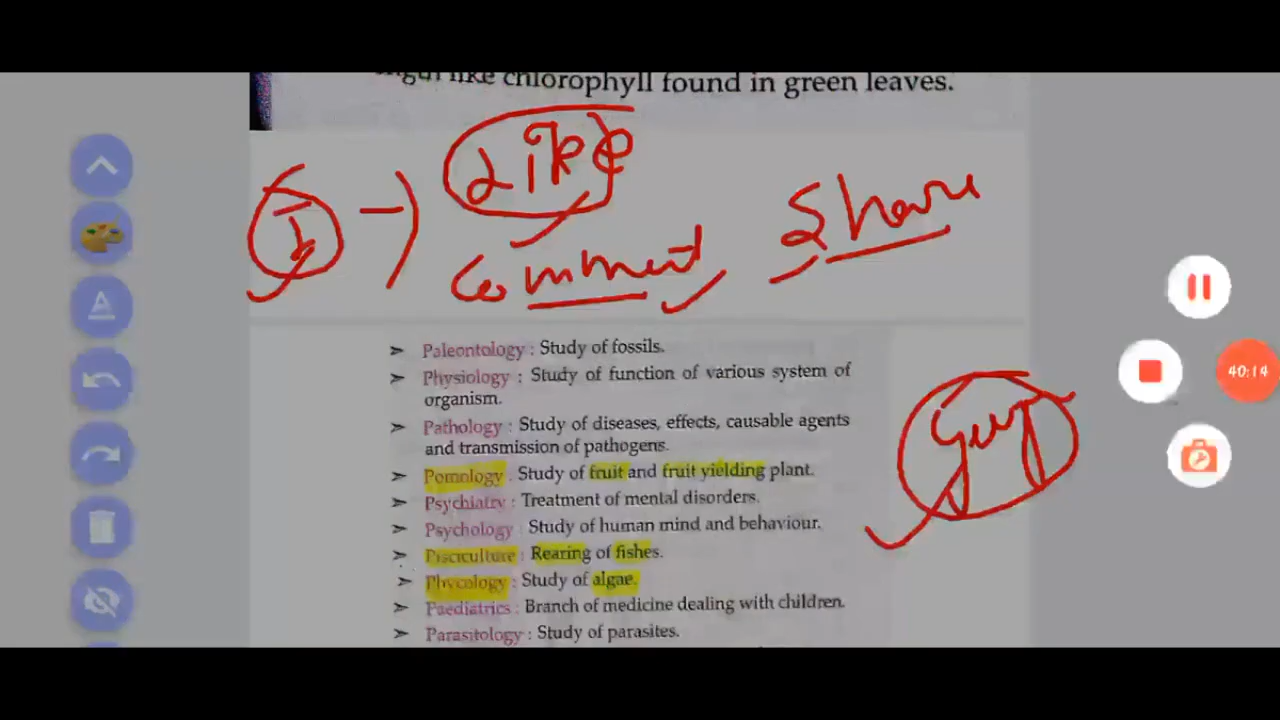 like chlorophyll found in green leaves.
Like
I
Comment
Share
➤ Paleontology : Study of fossils.
➤ Physiology : Study of function of various system of
organism.
➤ Pathology : Study of diseases, effects, causable agents
and transmission of pathogens.
➤ Pomology : Study of fruit and fruit yielding plant.
➤ Psychiatry : Treatment of mental disorders.
➤ Psychology : Study of human mind and behaviour.
➤ Pisciculture : Rearing of fishes.
➤ Phycology : Study of algae.
➤ Paediatrics : Branch of medicine dealing with children.
➤ Parasitology : Study of parasites.
40:14
A